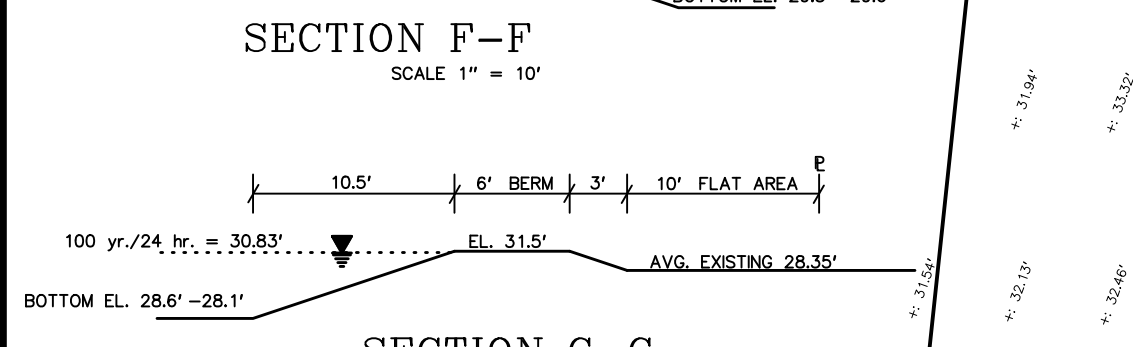 SECTION F-F
SCALE 1" = 10'
℄
10.5'
6' BERM
3'
10' FLAT AREA
100 yr./24 hr. = 30.83'
EL. 31.5'
AVG. EXISTING 28.35'
BOTTOM EL. 28.6' -28.1'
+: 31.94'
+: 33.32'
+: 31.54'
+: 32.13'
+: 32.46'